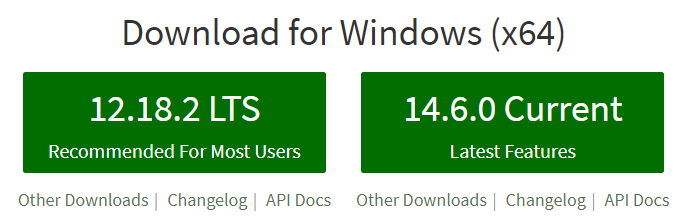 Download for Windows (x64)
12.18.2 LTS
Recommended For Most Users
14.6.0 Current
Latest Features
Other Downloads | Changelog | API Docs
Other Downloads | Changelog | API Docs